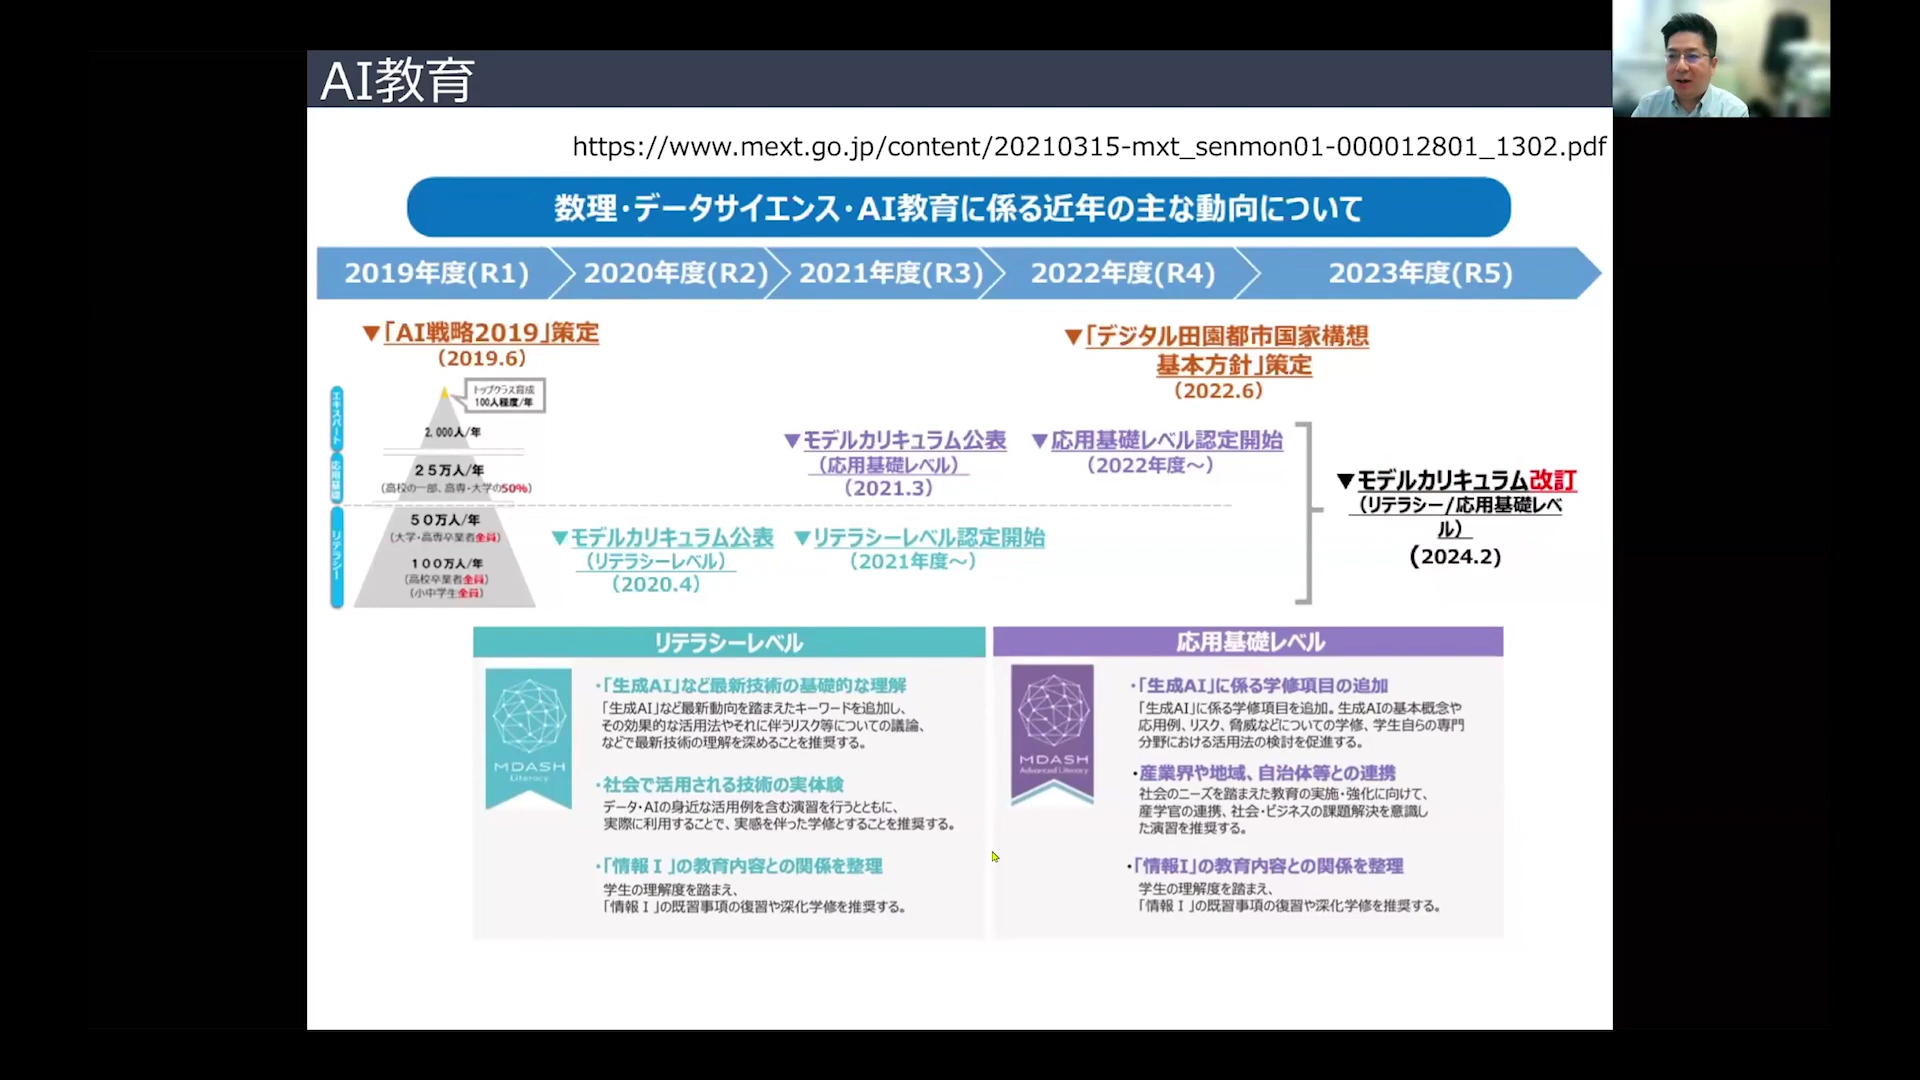 AI教育
https://www.mext.go.jp/content/20210315-mxt_senmon01-000012801_1302.pdf
数理・データサイエンス・AI教育に係る近年の主な動向について
2019年度(R1)
2020年度(R2)
2021年度(R3)
2022年度(R4)
2023年度(R5)
▼「AI戦略2019」策定
(2019.6)
▼「デジタル田園都市国家構想
基本方針」策定
(2022.6)
エキスパート
応用基礎
リテラシー
トップクラス育成
100人程度/年
2,000人/年
25万人/年
(高校の一部、高専・大学の50%)
50万人/年
(大学・高専卒業者全員)
100万人/年
(高校卒業者全員)
(小中学生全員)
▼モデルカリキュラム公表
(応用基礎レベル)
(2021.3)
▼応用基礎レベル認定開始
(2022年度~)
▼モデルカリキュラム公表
(リテラシーレベル)
(2020.4)
▼リテラシーレベル認定開始
(2021年度~)
▼モデルカリキュラム改訂
(リテラシー/応用基礎レベ
ル)
(2024.2)
リテラシーレベル
MDASH
Literacy
・「生成AI」など最新技術の基礎的な理解
「生成AI」など最新動向を踏まえたキーワードを追加し、
その効果的な活用法やそれに伴うリスク等についての議論、
などで最新技術の理解を深めることを推奨する。
・社会で活用される技術の実体験
データ・AIの身近な活用例を含む演習を行うとともに、
実際に利用することで、実感を伴った学修とすることを推奨する。
・「情報Ⅰ」の教育内容との関係を整理
学生の理解度を踏まえ、
「情報Ⅰ」の既習事項の復習や深化学修を推奨する。
応用基礎レベル
MDASH
Advanced Literacy
・「生成AI」に係る学修項目の追加
「生成AI」に係る学修項目を追加。生成AIの基本概念や
応用例、リスク、脅威などについての学修、学生自らの専門
分野における活用法の検討を促進する。
・産業界や地域、自治体等との連携
社会のニーズを踏まえた教育の実施・強化に向けて、
産学官の連携、社会・ビジネスの課題解決を意識し
た演習を推奨する。
・「情報I」の教育内容との関係を整理
学生の理解度を踏まえ、
「情報Ⅰ」の既習事項の復習や深化学修を推奨する。